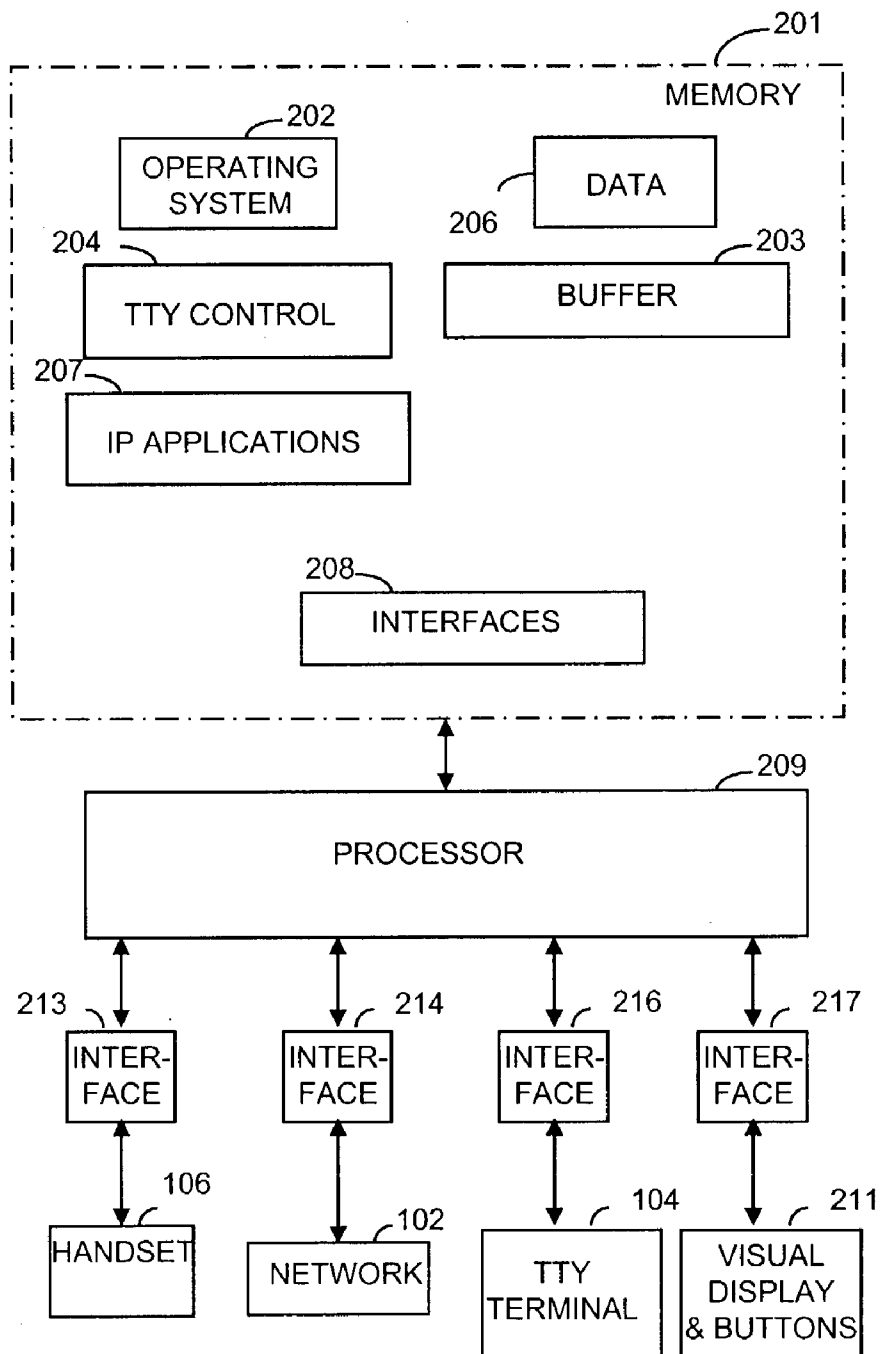 201
MEMORY
202
OPERATING
SYSTEM
DATA
206
204
TTY CONTROL
203
BUFFER
207
IP APPLICATIONS
208
INTERFACES
209
PROCESSOR
213
INTER-
FACE
214
INTER-
FACE
216
INTER-
FACE
217
INTER-
FACE
106
HANDSET
102
NETWORK
104
TTY
TERMINAL
211
VISUAL
DISPLAY
& BUTTONS